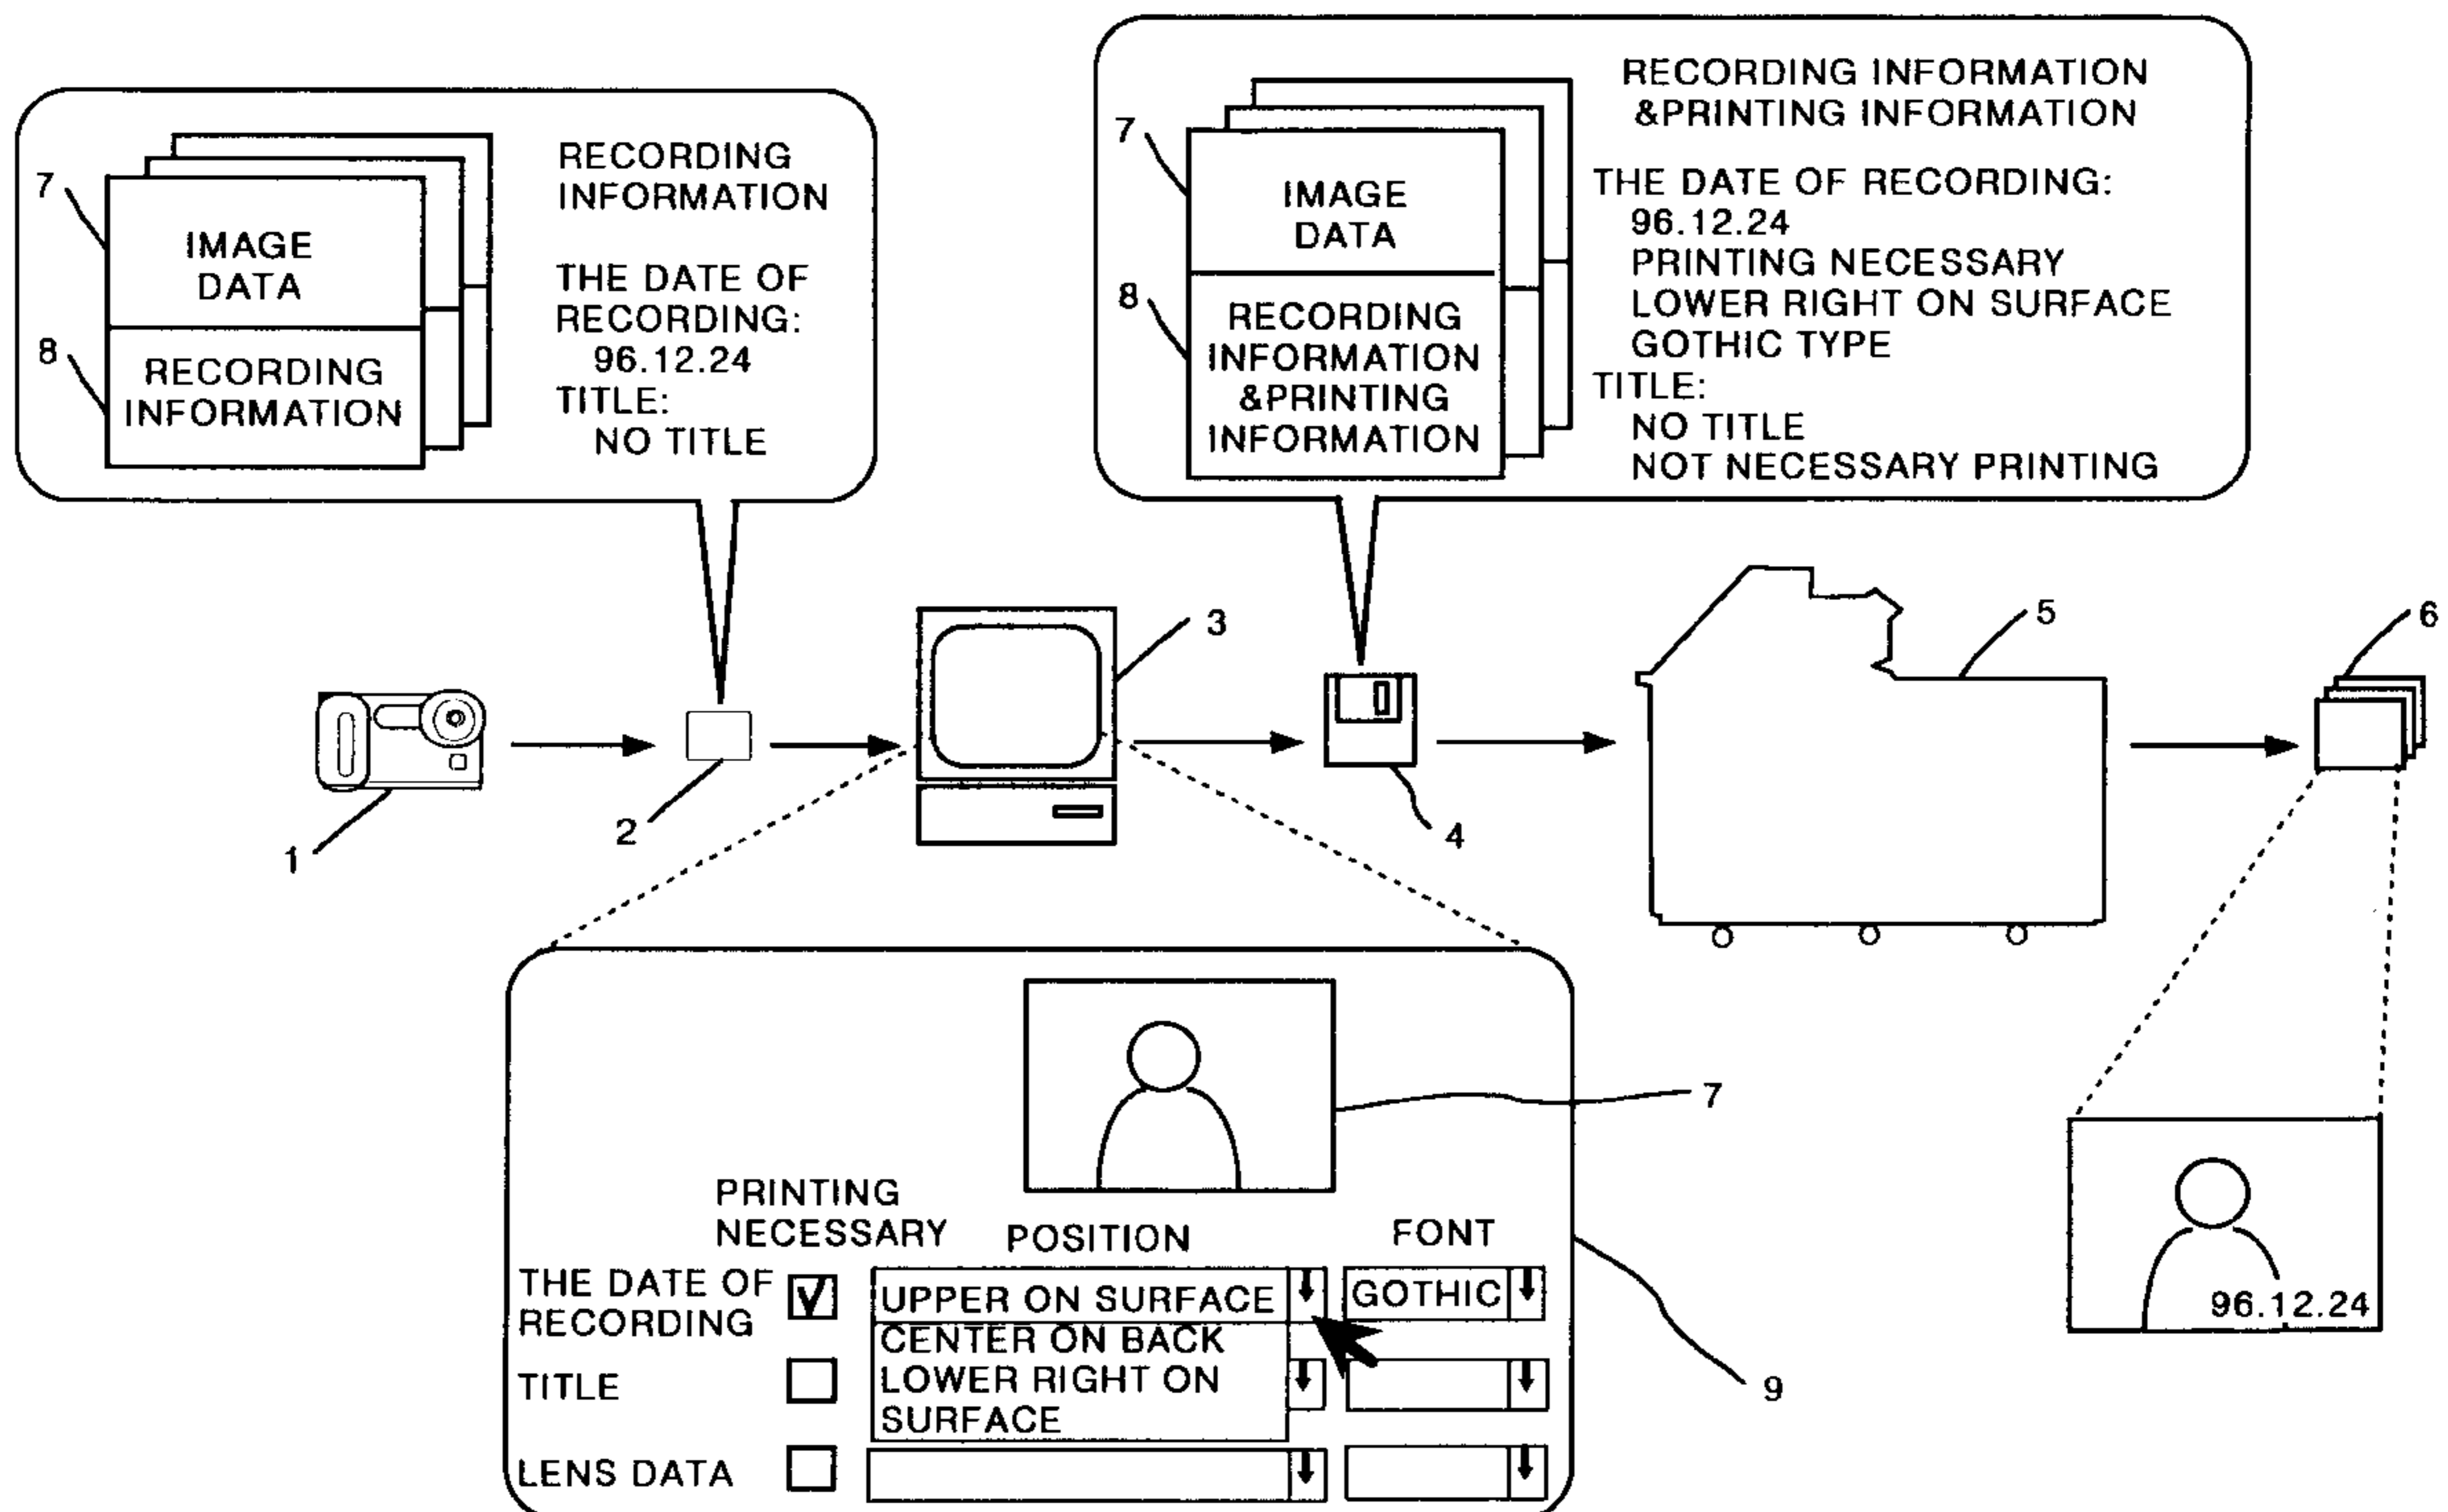 7
IMAGE
DATA
8
RECORDING
INFORMATION
RECORDING
INFORMATION
THE DATE OF
RECORDING:
96.12.24
TITLE:
NO TITLE
7
IMAGE
DATA
8
RECORDING
INFORMATION
&PRINTING
INFORMATION
RECORDING INFORMATION
&PRINTING INFORMATION
THE DATE OF RECORDING:
96.12.24
PRINTING NECESSARY
LOWER RIGHT ON SURFACE
GOTHIC TYPE
TITLE:
NO TITLE
NOT NECESSARY PRINTING
1
2
3
4
5
6
7
PRINTING
NECESSARY
POSITION
FONT
THE DATE OF
RECORDING
V
UPPER ON SURFACE
GOTHIC
CENTER ON BACK
LOWER RIGHT ON
SURFACE
TITLE
LENS DATA
9
96.12.24